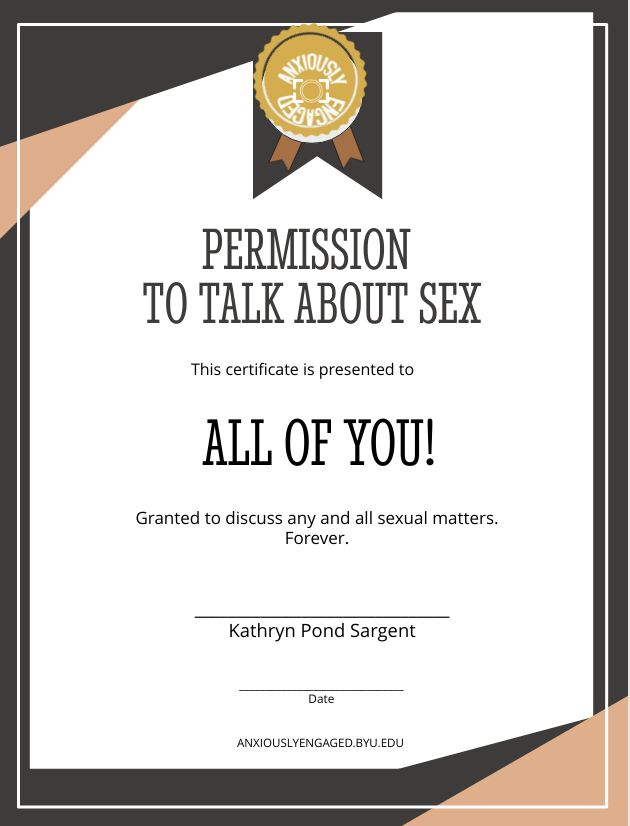 ANXIOUSLY
ENGAGED
PERMISSION
TO TALK ABOUT SEX
This certificate is presented to
ALL OF YOU!
Granted to discuss any and all sexual matters.
Forever.
Kathryn Pond Sargent
Date
ANXIOUSLYENGAGED.BYU.EDU